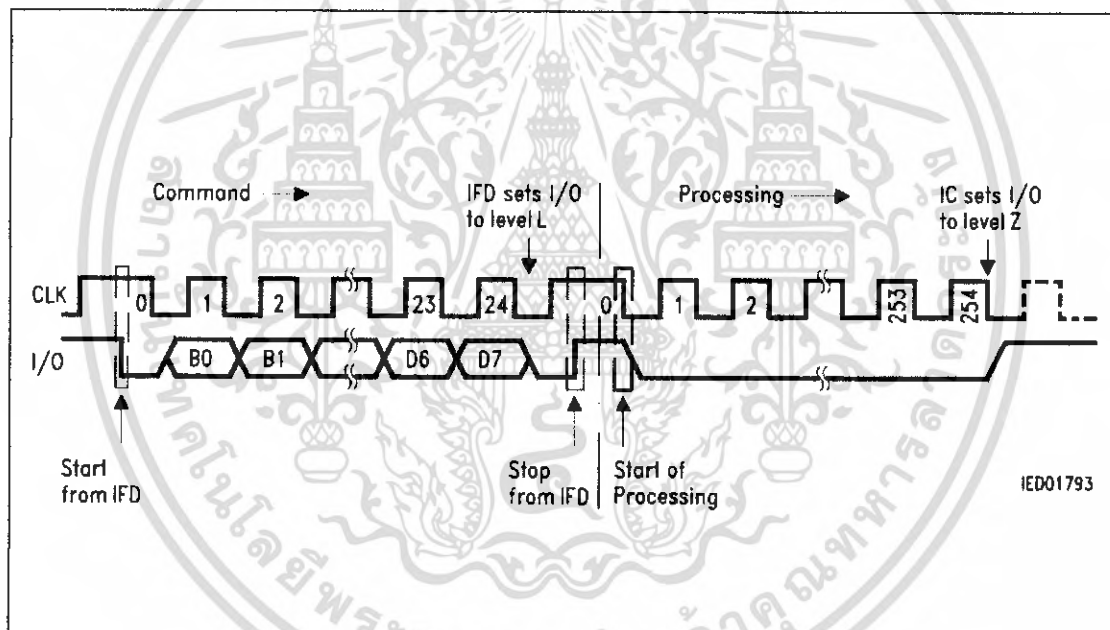 Command
IFD sets I/O
to level L
Processing
IC sets I/O
to level Z
CLK
0
1
2
23
24
0
1
2
253
254
I/O
B0
B1
D6
D7
Start
from IFD
Stop
from IFD
Start of
Processing
IED01793